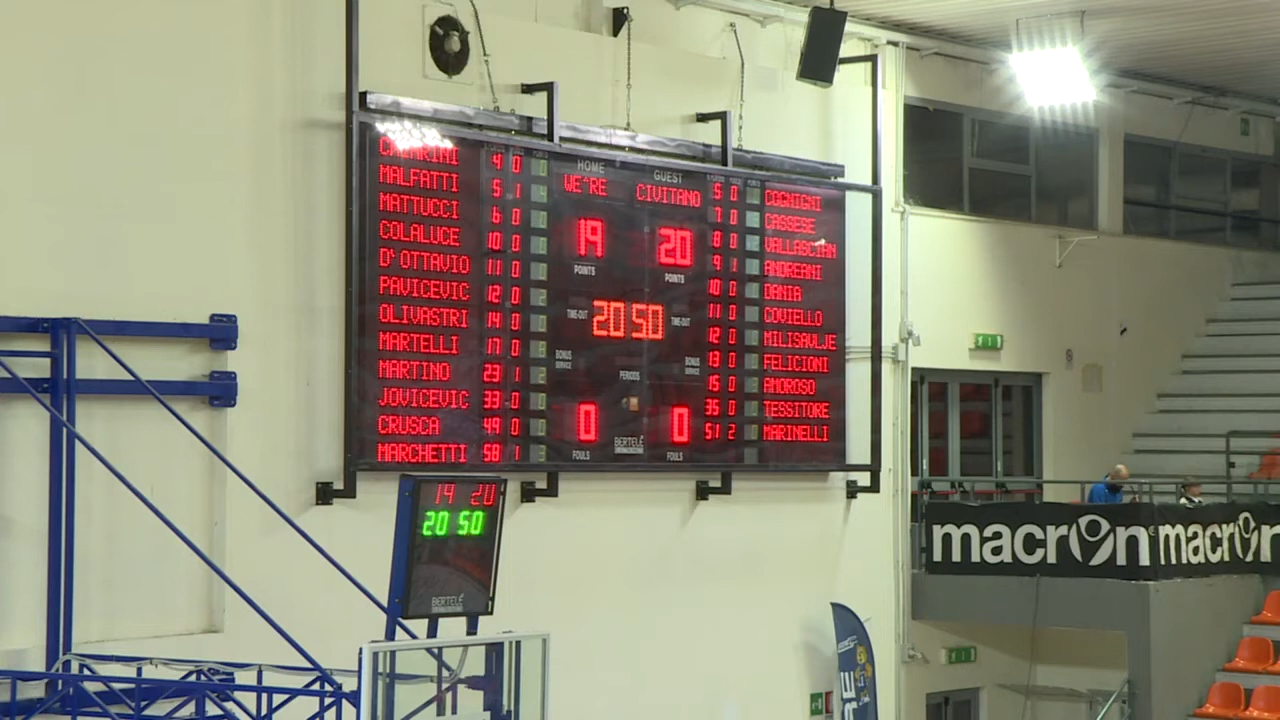 HOME
GUEST
WE^RE
CIVITANO
19
20
POINTS
POINTS
TIME-OUT
20 50
TIME-OUT
BONUS
SERVICE
BONUS
SERVICE
PERIODS
0
0
FOULS
FOULS
BERTELÉ
4 0
MALFATTI 5 1
MATTUCCI 6 0
COLALUCE 10 0
D'OTTAVIO 11 0
PAVICEVIC 12 0
OLIVASTRI 14 0
MARTELLI 17 0
MARTINO 23 1
JOVICEVIC 33 0
CRUSCA 49 0
MARCHETTI 58 1
5 0 COGNIGNI
7 0 CASSESE
8 0 VALLASCIAN
9 1 ANDREANI
10 0 DANIA
11 0 COVIELLO
12 0 MILISAVLJE
13 0 FELICIONI
15 0 AMOROSO
35 0 TESSITORE
51 2 MARINELLI
19 20
20 50
BERTELÉ
macron macron